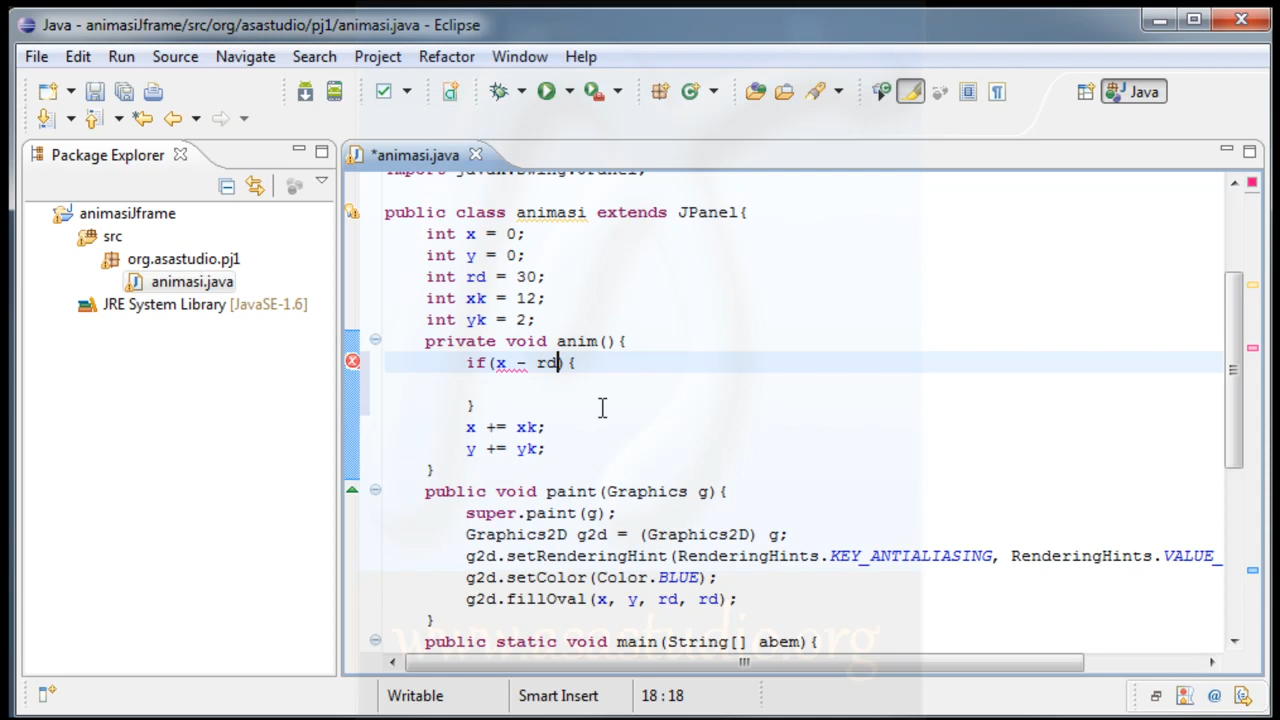 Java - animasiJframe/src/org/asastudio/pj1/animasi.java - Eclipse
File Edit Run Source Navigate Search Project Refactor Window Help
Java
Package Explorer
*animasi.java
animasiJframe
src
org.asastudio.pj1
animasi.java
JRE System Library [JavaSE-1.6]
public class animasi extends JPanel{
int x = 0;
int y = 0;
int rd = 30;
int xk = 12;
int yk = 2;
private void anim(){
if(x - rd){
}
x += xk;
y += yk;
}
public void paint(Graphics g){
super.paint(g);
Graphics2D g2d = (Graphics2D) g;
g2d.setRenderingHint(RenderingHints.KEY_ANTIALIASING, RenderingHints.VALUE_
g2d.setColor(Color.BLUE);
g2d.fillOval(x, y, rd, rd);
}
public static void main(String[] abem){
www.asastudio.org
Writable Smart Insert 18 : 18